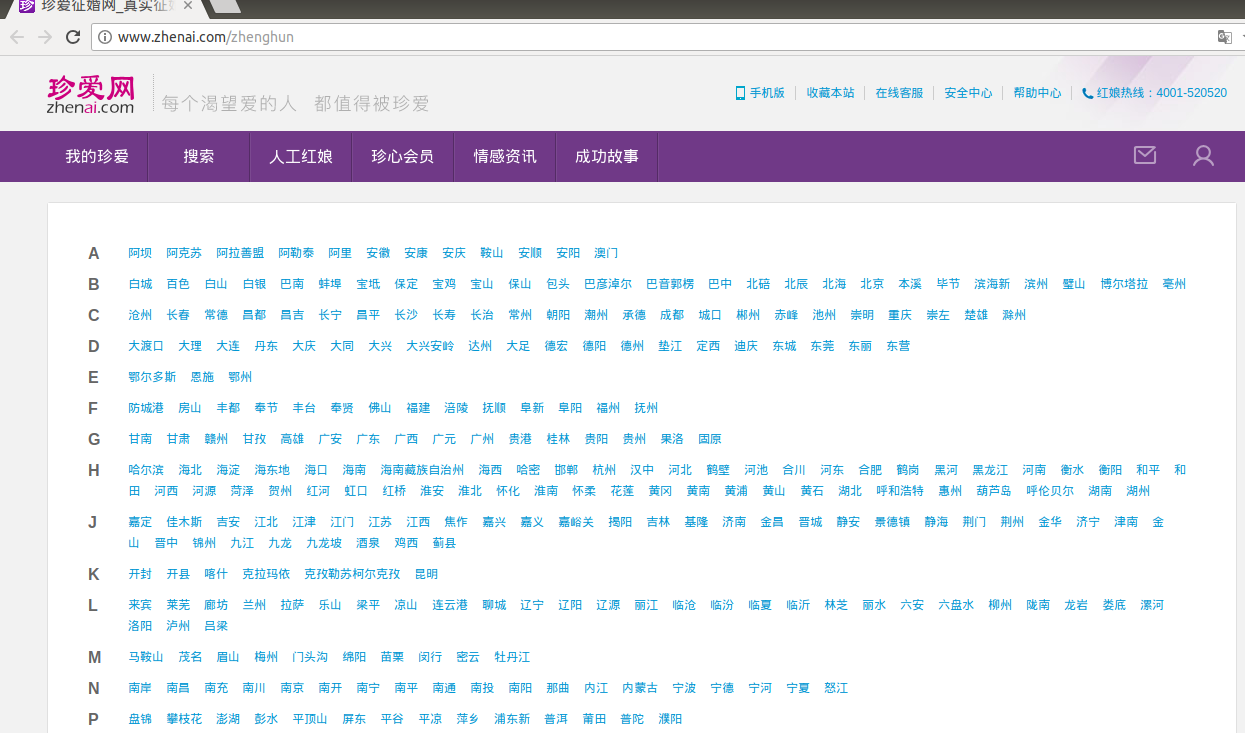 珍爱征婚网_真实征婚
www.zhenai.com/zhenghun
珍爱网
zhenai.com
每个渴望爱的人 都值得被珍爱
手机版 收藏本站 在线客服 安全中心 帮助中心 红娘热线：4001-520520
我的珍爱 搜索 人工红娘 珍心会员 情感资讯 成功故事
A 阿坝 阿克苏 阿拉善盟 阿勒泰 阿里 安徽 安康 安庆 鞍山 安顺 安阳 澳门
B 白城 百色 白山 白银 巴南 蚌埠 宝坻 保定 宝鸡 宝山 保山 包头 巴彦淖尔 巴音郭楞 巴中 北碚 北辰 北海 北京 本溪 毕节 滨海新 滨州 璧山 博尔塔拉 亳州
C 沧州 长春 常德 昌都 昌吉 长宁 昌平 长沙 长寿 长治 常州 朝阳 潮州 承德 成都 城口 郴州 赤峰 池州 崇明 重庆 崇左 楚雄 滁州
D 大渡口 大理 大连 丹东 大庆 大同 大兴 大兴安岭 达州 大足 德宏 德阳 德州 垫江 定西 迪庆 东城 东莞 东丽 东营
E 鄂尔多斯 恩施 鄂州
F 防城港 房山 丰都 奉节 丰台 奉贤 佛山 福建 涪陵 抚顺 阜新 阜阳 福州 抚州
G 甘南 甘肃 赣州 甘孜 高雄 广安 广东 广西 广元 广州 贵港 桂林 贵阳 贵州 果洛 固原
H 哈尔滨 海北 海淀 海东地 海口 海南 海南藏族自治州 海西 哈密 邯郸 杭州 汉中 河北 鹤壁 河池 合川 河东 合肥 鹤岗 黑河 黑龙江 河南 衡水 衡阳 和平 和
田 河西 河源 菏泽 贺州 红河 虹口 红桥 淮安 淮北 怀化 淮南 怀柔 花莲 黄冈 黄南 黄浦 黄山 黄石 湖北 呼和浩特 惠州 葫芦岛 呼伦贝尔 湖南 湖州
J 嘉定 佳木斯 吉安 江北 江津 江门 江苏 江西 焦作 嘉兴 嘉义 嘉峪关 揭阳 吉林 基隆 济南 金昌 晋城 静安 景德镇 静海 荆门 荆州 金华 济宁 津南 金
山 晋中 锦州 九江 九龙 九龙坡 酒泉 鸡西 蓟县
K 开封 开县 喀什 克拉玛依 克孜勒苏柯尔克孜 昆明
L 来宾 莱芜 廊坊 兰州 拉萨 乐山 梁平 凉山 连云港 聊城 辽宁 辽阳 辽源 丽江 临沧 临汾 临夏 临沂 林芝 丽水 六安 六盘水 柳州 陇南 龙岩 娄底 漯河
洛阳 泸州 吕梁
M 马鞍山 茂名 眉山 梅州 门头沟 绵阳 苗栗 闵行 密云 牡丹江
N 南岸 南昌 南充 南川 南京 南开 南宁 南平 南通 南投 南阳 那曲 内江 内蒙古 宁波 宁德 宁河 宁夏 怒江
P 盘锦 攀枝花 澎湖 彭水 平顶山 屏东 平谷 平凉 萍乡 浦东新 普洱 莆田 普陀 濮阳